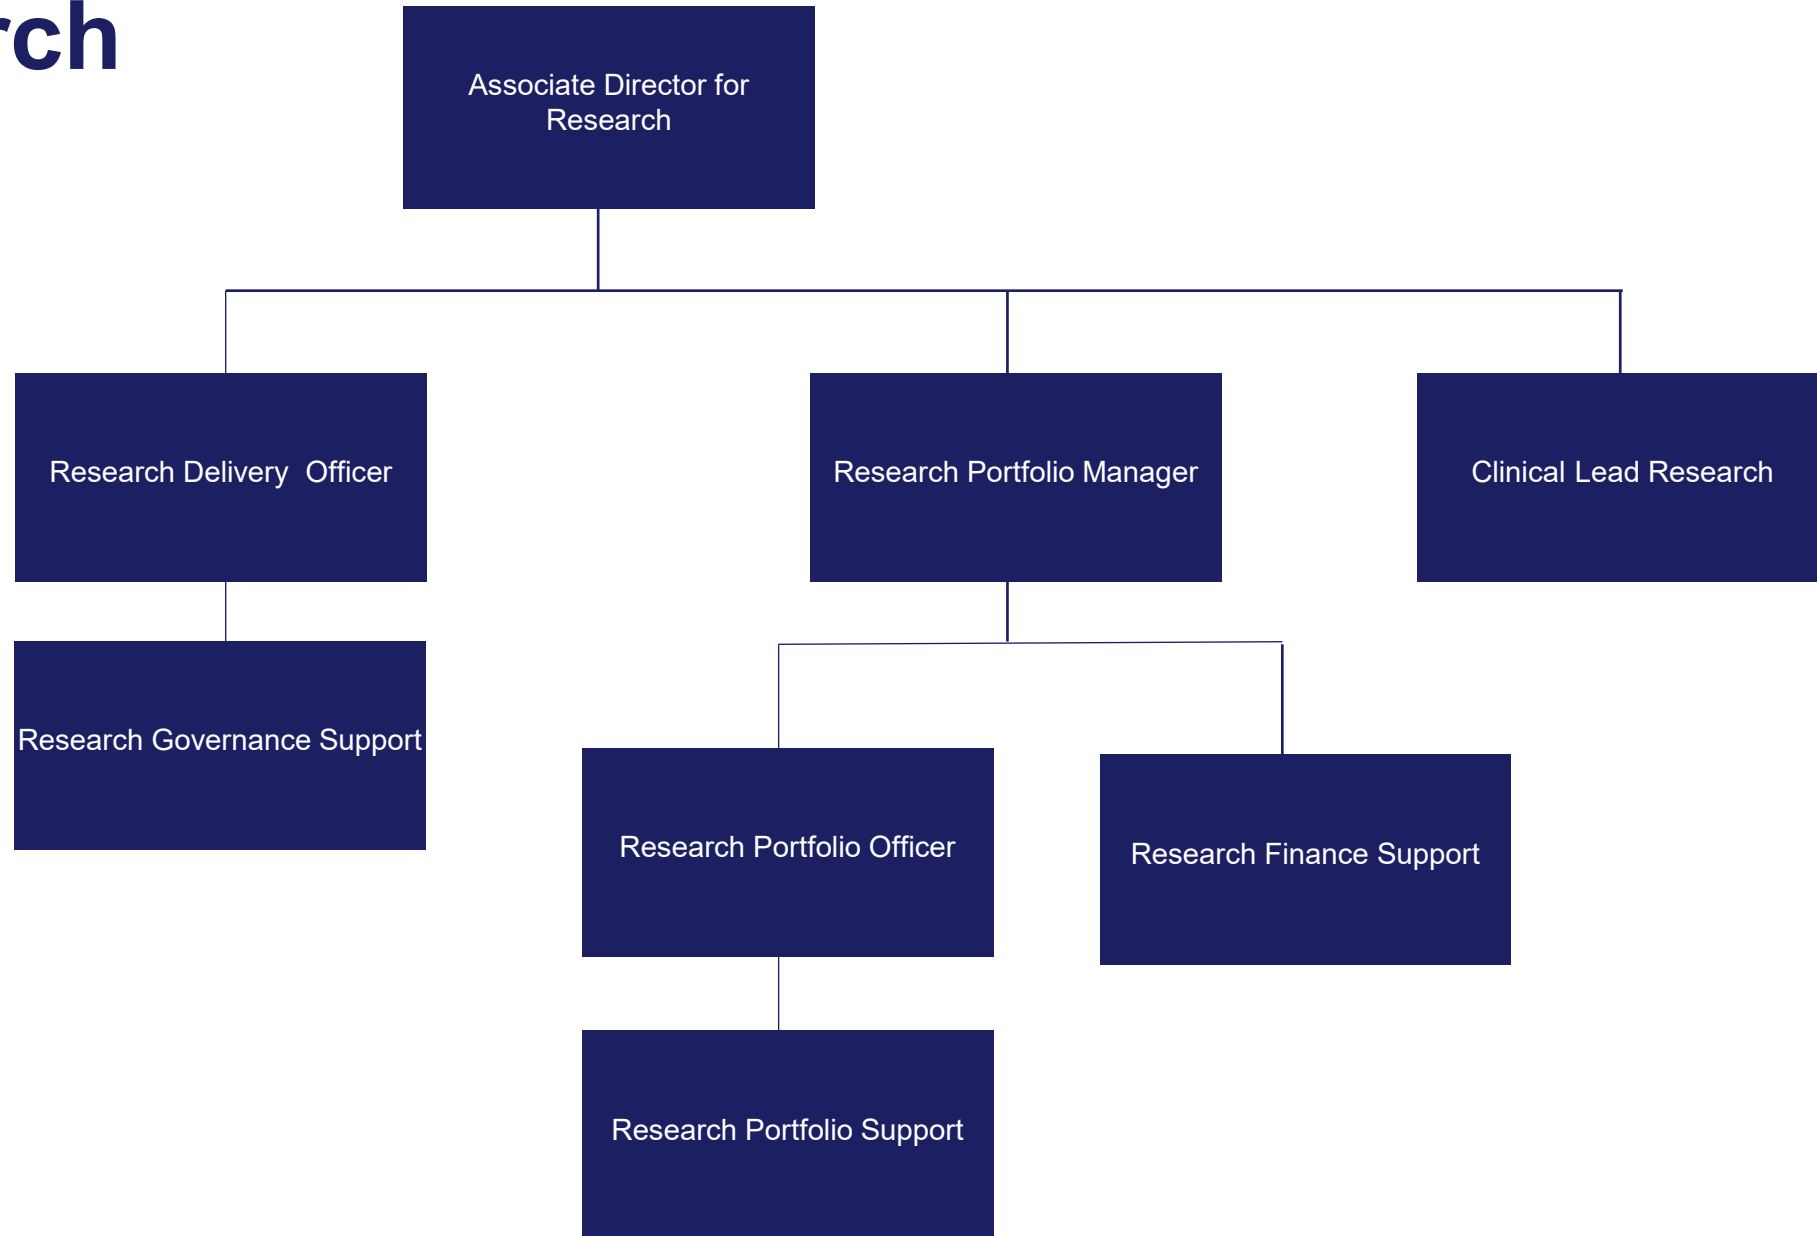 rch
Associate Director for
Research
Research Delivery  Officer
Research Portfolio Manager
Clinical Lead Research
Research Governance Support
Research Portfolio Officer
Research Finance Support
Research Portfolio Support